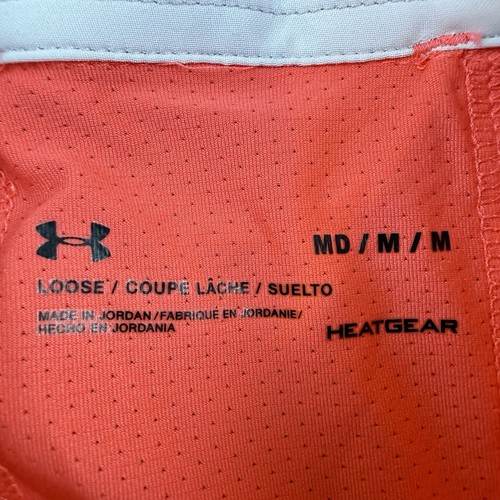 MD / M / M
LOOSE / COUPE LÂCHE / SUELTO
MADE IN JORDAN / FABRIQUÉ EN JORDANIE /
HECHO EN JORDANIA
HEATGEAR